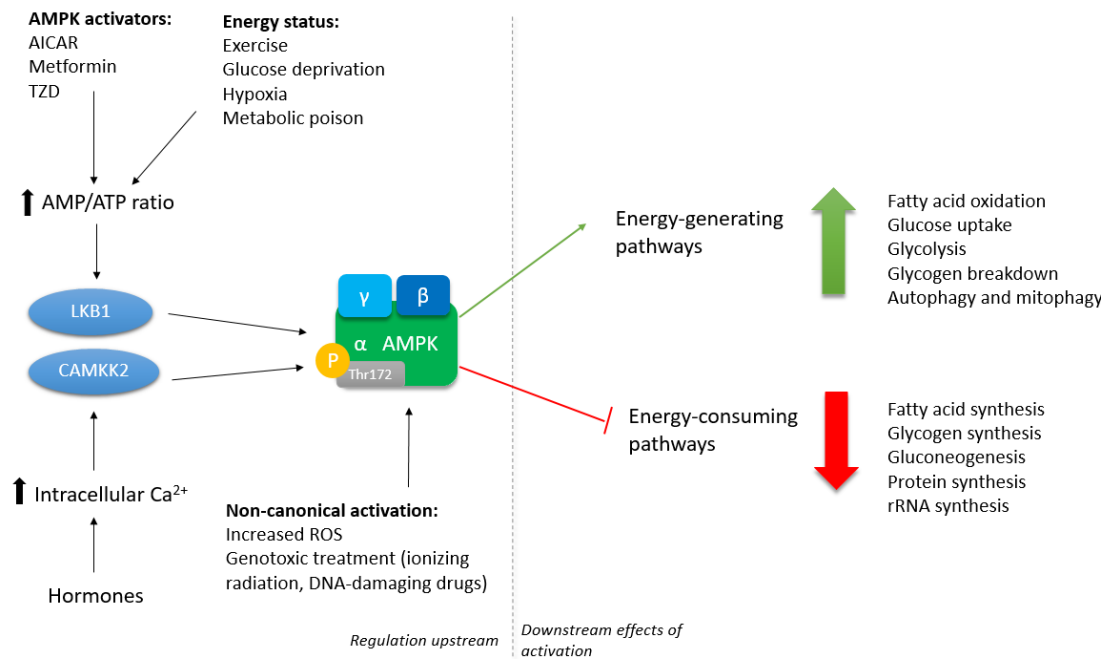 AMPK activators:
AICAR
Metformin
TZD
Energy status:
Exercise
Glucose deprivation
Hypoxia
Metabolic poison
AMP/ATP ratio
LKB1
CAMKK2
Intracellular Ca²⁺
Hormones
γ
β
α AMPK
P
Thr172
Non-canonical activation:
Increased ROS
Genotoxic treatment (ionizing
radiation, DNA-damaging drugs)
Regulation upstream
Energy-generating
pathways
Fatty acid oxidation
Glucose uptake
Glycolysis
Glycogen breakdown
Autophagy and mitophagy
Energy-consuming
pathways
Fatty acid synthesis
Glycogen synthesis
Gluconeogenesis
Protein synthesis
rRNA synthesis
Downstream effects of
activation